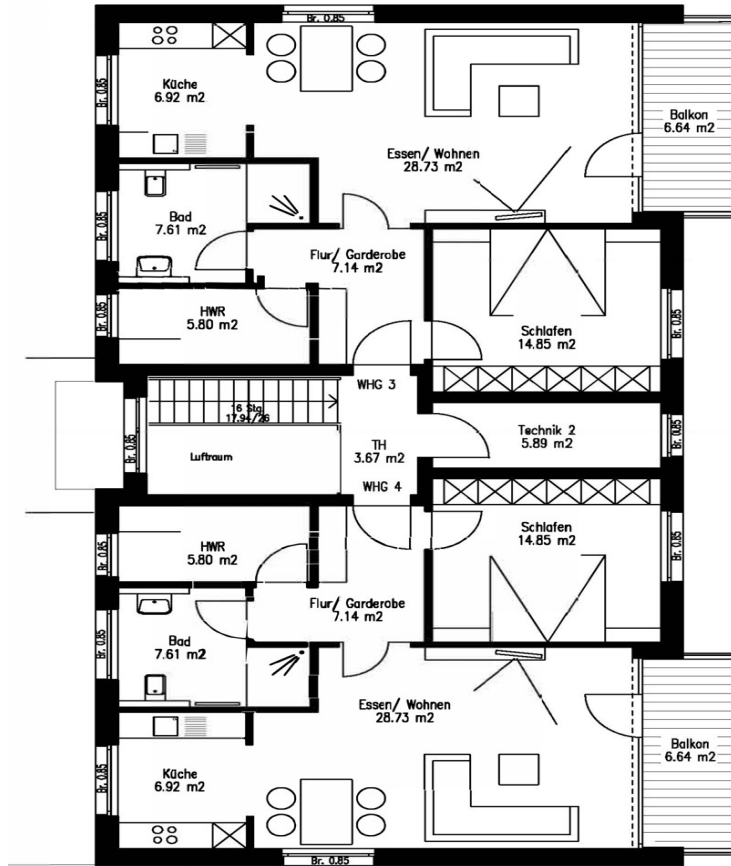 Br. 0.85
Küche
6.92 m2
Br. 0.85
Balkon
6.64 m2
Essen/ Wohnen
28.73 m2
Bad
7.61 m2
Br. 0.85
Flur/ Garderobe
7.14 m2
HWR
5.80 m2
Br. 0.85
Schlafen
14.85 m2
Br. 0.85
WHG 3
16 Stg
17.94/26
Technik 2
5.89 m2
Br. 0.85
Br. 0.85
Luftraum
TH
3.67 m2
WHG 4
Schlafen
14.85 m2
Br. 0.85
HWR
5.80 m2
Br. 0.85
Flur/ Garderobe
7.14 m2
Bad
7.61 m2
Br. 0.85
Essen/ Wohnen
28.73 m2
Balkon
6.64 m2
Küche
6.92 m2
Br. 0.85
Br. 0.85